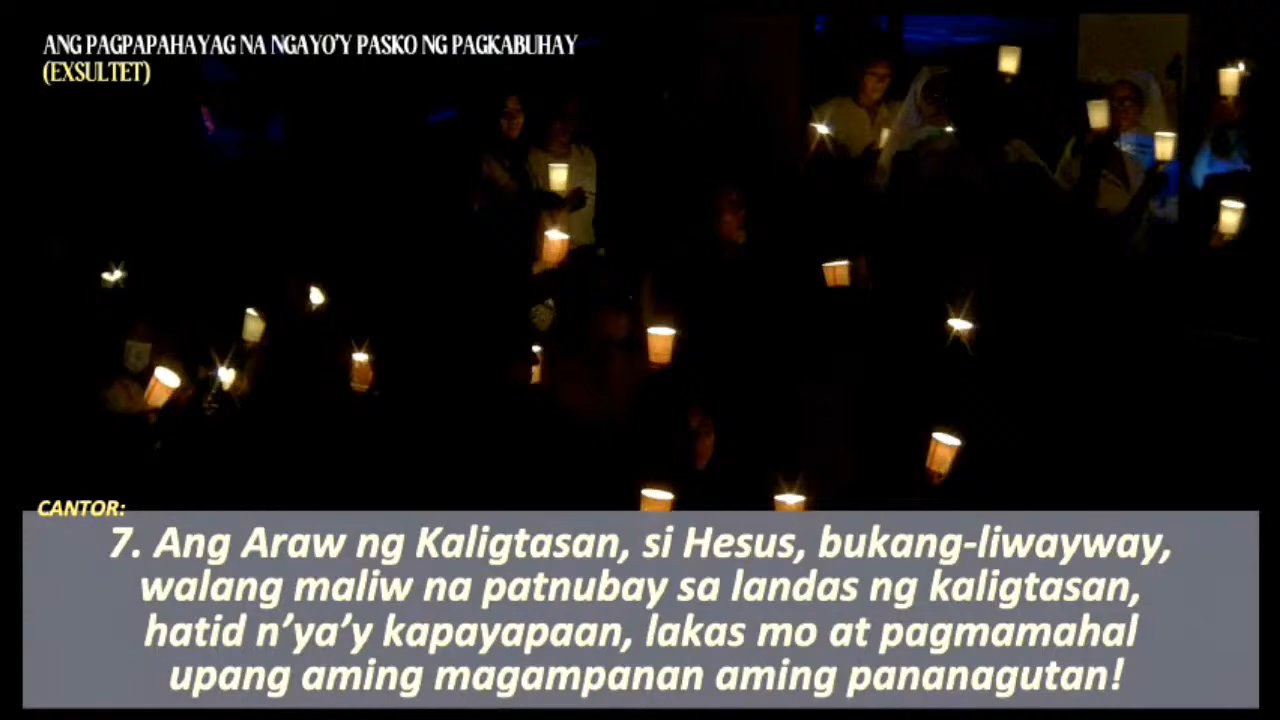 ANG PAGPAPAHAYAG NA NGAYO'Y PASKO NG PAGKABUHAY
(EXSULTET)
CANTOR:
7. Ang Araw ng Kaligtasan, si Hesus, bukang-liwayway,
walang maliw na patnubay sa landas ng kaligtasan,
hatid n'ya'y kapayapaan, lakas mo at pagmamahal
upang aming magampanan aming pananagutan!